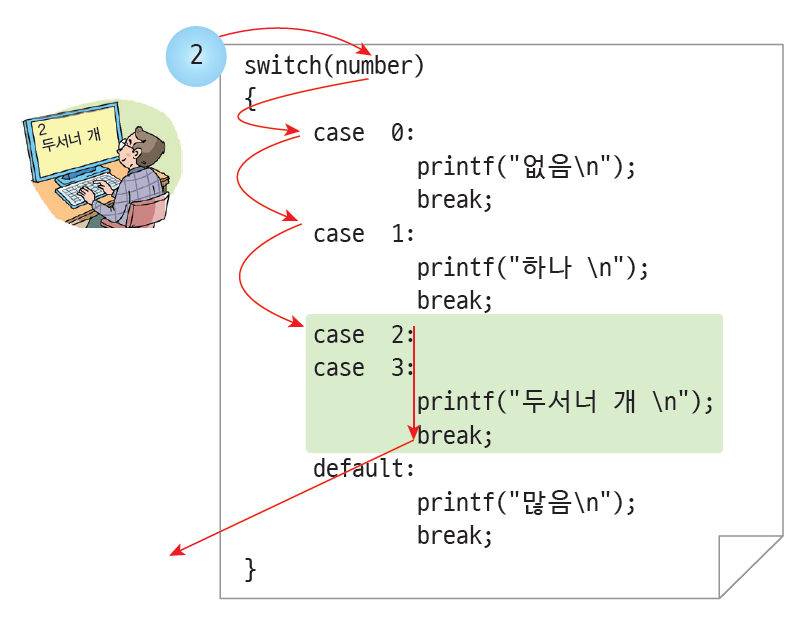 2
switch(number)
{
2
두서너 개
case 0:
printf("없음\n");
break;
case 1:
printf("하나 \n");
break;
case 2:
case 3:
printf("두서너 개 \n");
break;
default:
printf("많음\n");
break;
}